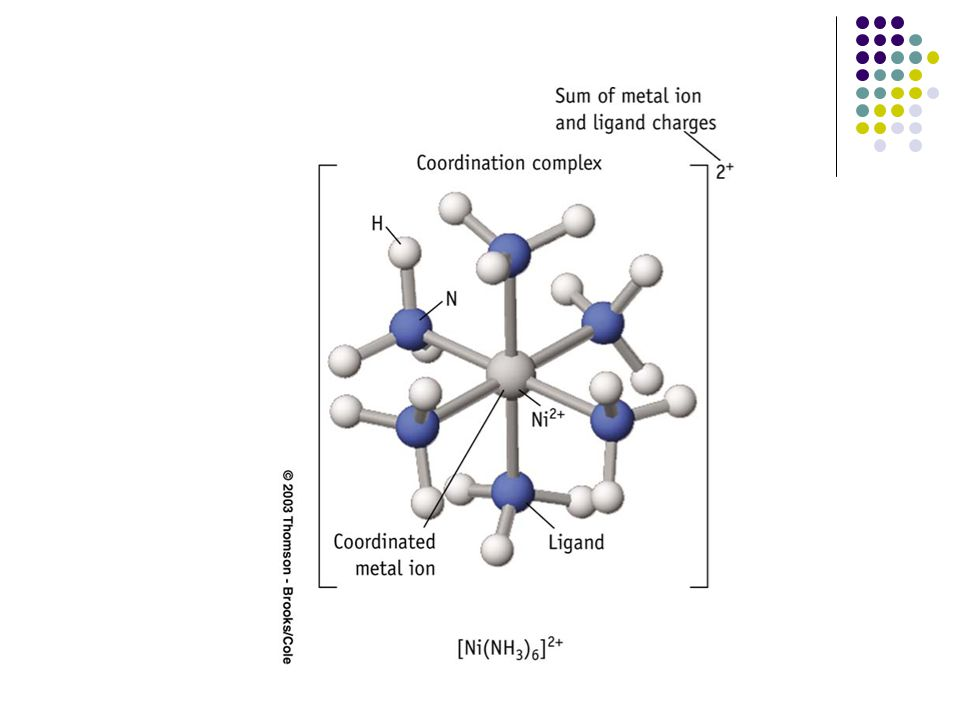 Sum of metal ion
and ligand charges
Coordination complex
2⁺
H
N
Ni²⁺
Coordinated
metal ion
Ligand
[Ni(NH₃)₆]²⁺
© 2003 Thomson - Brooks/Cole